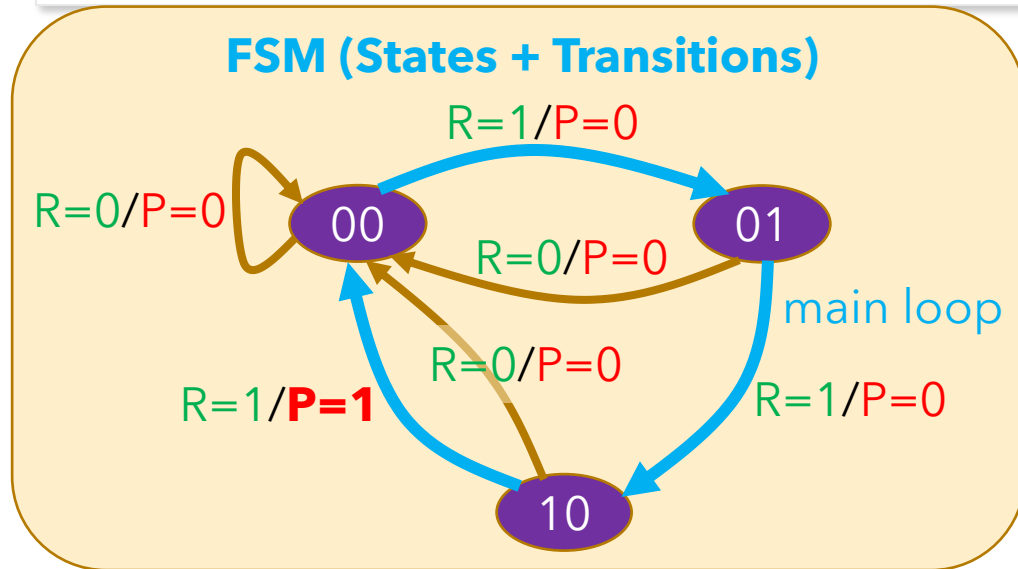 FSM (States + Transitions)
R=1/P=0
R=0/P=0
00
01
R=0/P=0
main loop
R=0/P=0
R=1/P=1
R=1/P=0
10